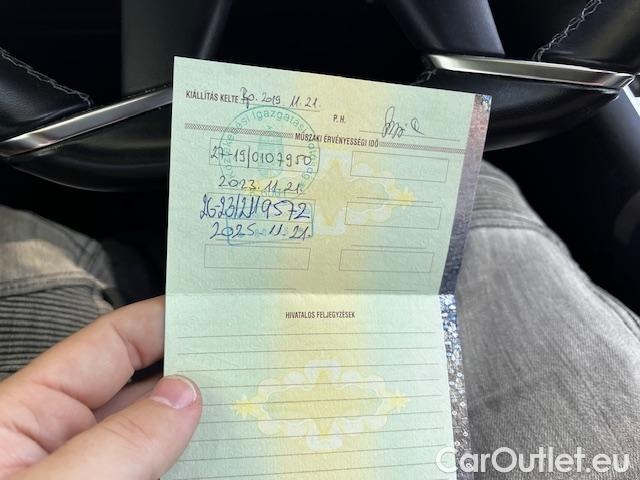 KIÁLLÍTÁS KELTE Bp. 2019 11.21.
P. H.
MŰSZAKI ÉRVÉNYESSÉGI IDŐ
27-19/0107950
2023.11.21.
26-23/2119572
2025.11.21.
HIVATALOS FELJEGYZÉSEK
CarOutlet.eu